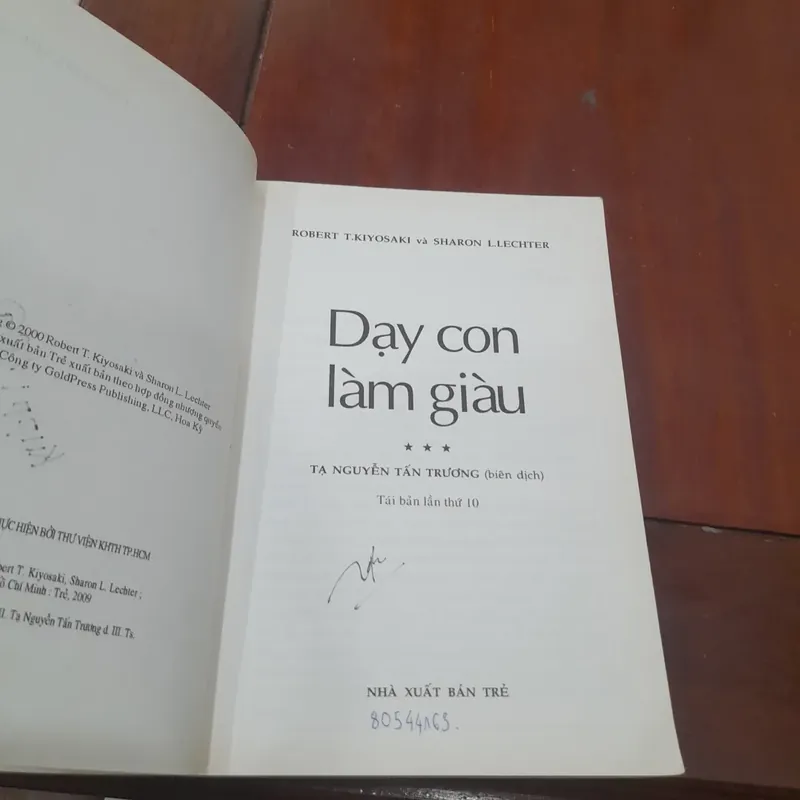 © 2000 Robert T. Kiyosaki và Sharon L. Lechter
xuất bản Trẻ xuất bản theo hợp đồng nhượng quyền
Công ty GoldPress Publishing, LLC, Hoa Kỳ
HIỆN BỞI THƯ VIỆN KHTH TP.HCM
T. Kiyosaki, Sharon L. Lechter ;
Chí Minh : Trẻ, 2009
II. Tạ Nguyễn Tấn Trương d. III. Ts.
ROBERT T.KIYOSAKI và SHARON L.LECHTER
Dạy con
làm giàu
★ ★ ★
TẠ NGUYỄN TẤN TRƯƠNG (biên dịch)
Tái bản lần thứ 10
NHÀ XUẤT BẢN TRẺ